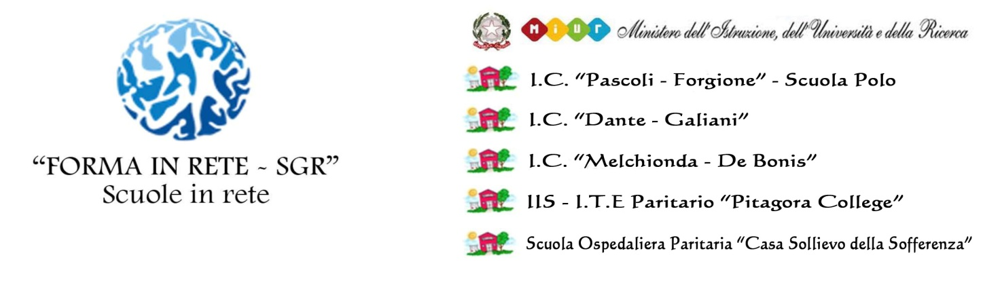 “FORMA IN RETE ~ SGR”
Scuole in rete
MIUR Ministero dell'Istruzione, dell'Università e della Ricerca
I.C. “Pascoli - Forgione” - Scuola Polo
I.C. “Dante - Galiani”
I.C. “Melchionda - De Bonis”
IIS - I.T.E Paritario “Pitagora College”
Scuola Ospedaliera Paritaria “Casa Sollievo della Sofferenza”